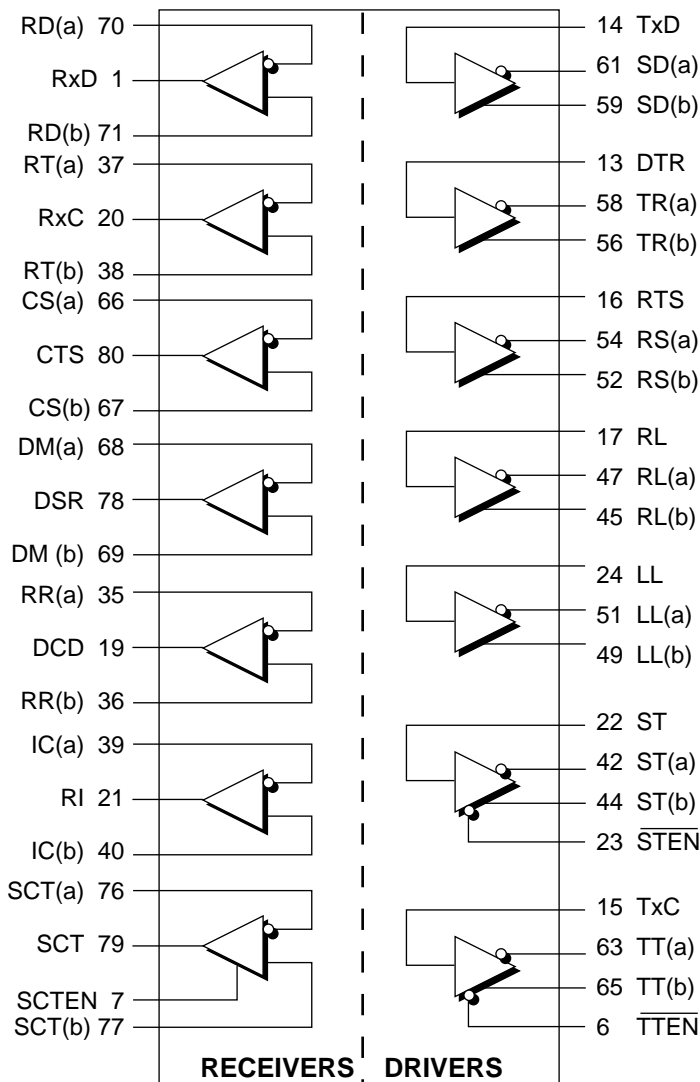 RD(a) 70
RxD 1
RD(b) 71
RT(a) 37
RxC 20
RT(b) 38
CS(a) 66
CTS 80
CS(b) 67
DM(a) 68
DSR 78
DM (b) 69
RR(a) 35
DCD 19
RR(b) 36
IC(a) 39
RI 21
IC(b) 40
SCT(a) 76
SCT 79
SCTEN 7
SCT(b) 77
RECEIVERS
14 TxD
61 SD(a)
59 SD(b)
13 DTR
58 TR(a)
56 TR(b)
16 RTS
54 RS(a)
52 RS(b)
17 RL
47 RL(a)
45 RL(b)
24 LL
51 LL(a)
49 LL(b)
22 ST
42 ST(a)
44 ST(b)
23 S̅T̅E̅N̅
15 TxC
63 TT(a)
65 TT(b)
6 T̅T̅E̅N̅
DRIVERS